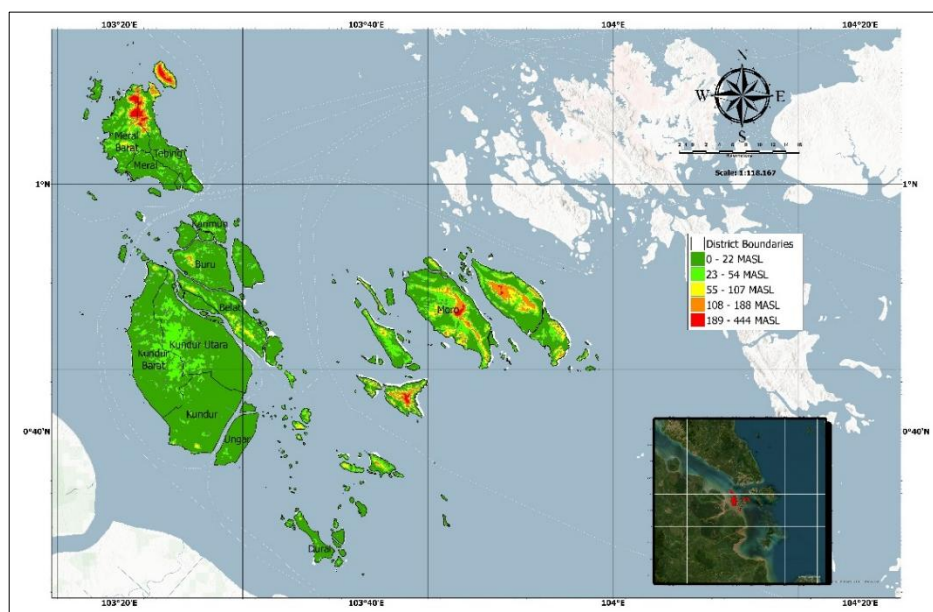 103°20'E 103°40'E 104°E 104°20'E
N
W E
S
Scale: 1:118.167
1°N 1°N
Meral Barat
Tebing
Meral
Karimun
Buru
Belat
Moro
Kundur Utara
Kundur Barat
Kundur
Ungar
Durai
District Boundaries
0 - 22 MASL
23 - 54 MASL
55 - 107 MASL
108 - 188 MASL
189 - 444 MASL
0°40'N 0°40'N
103°20'E 103°40'E 104°E 104°20'E